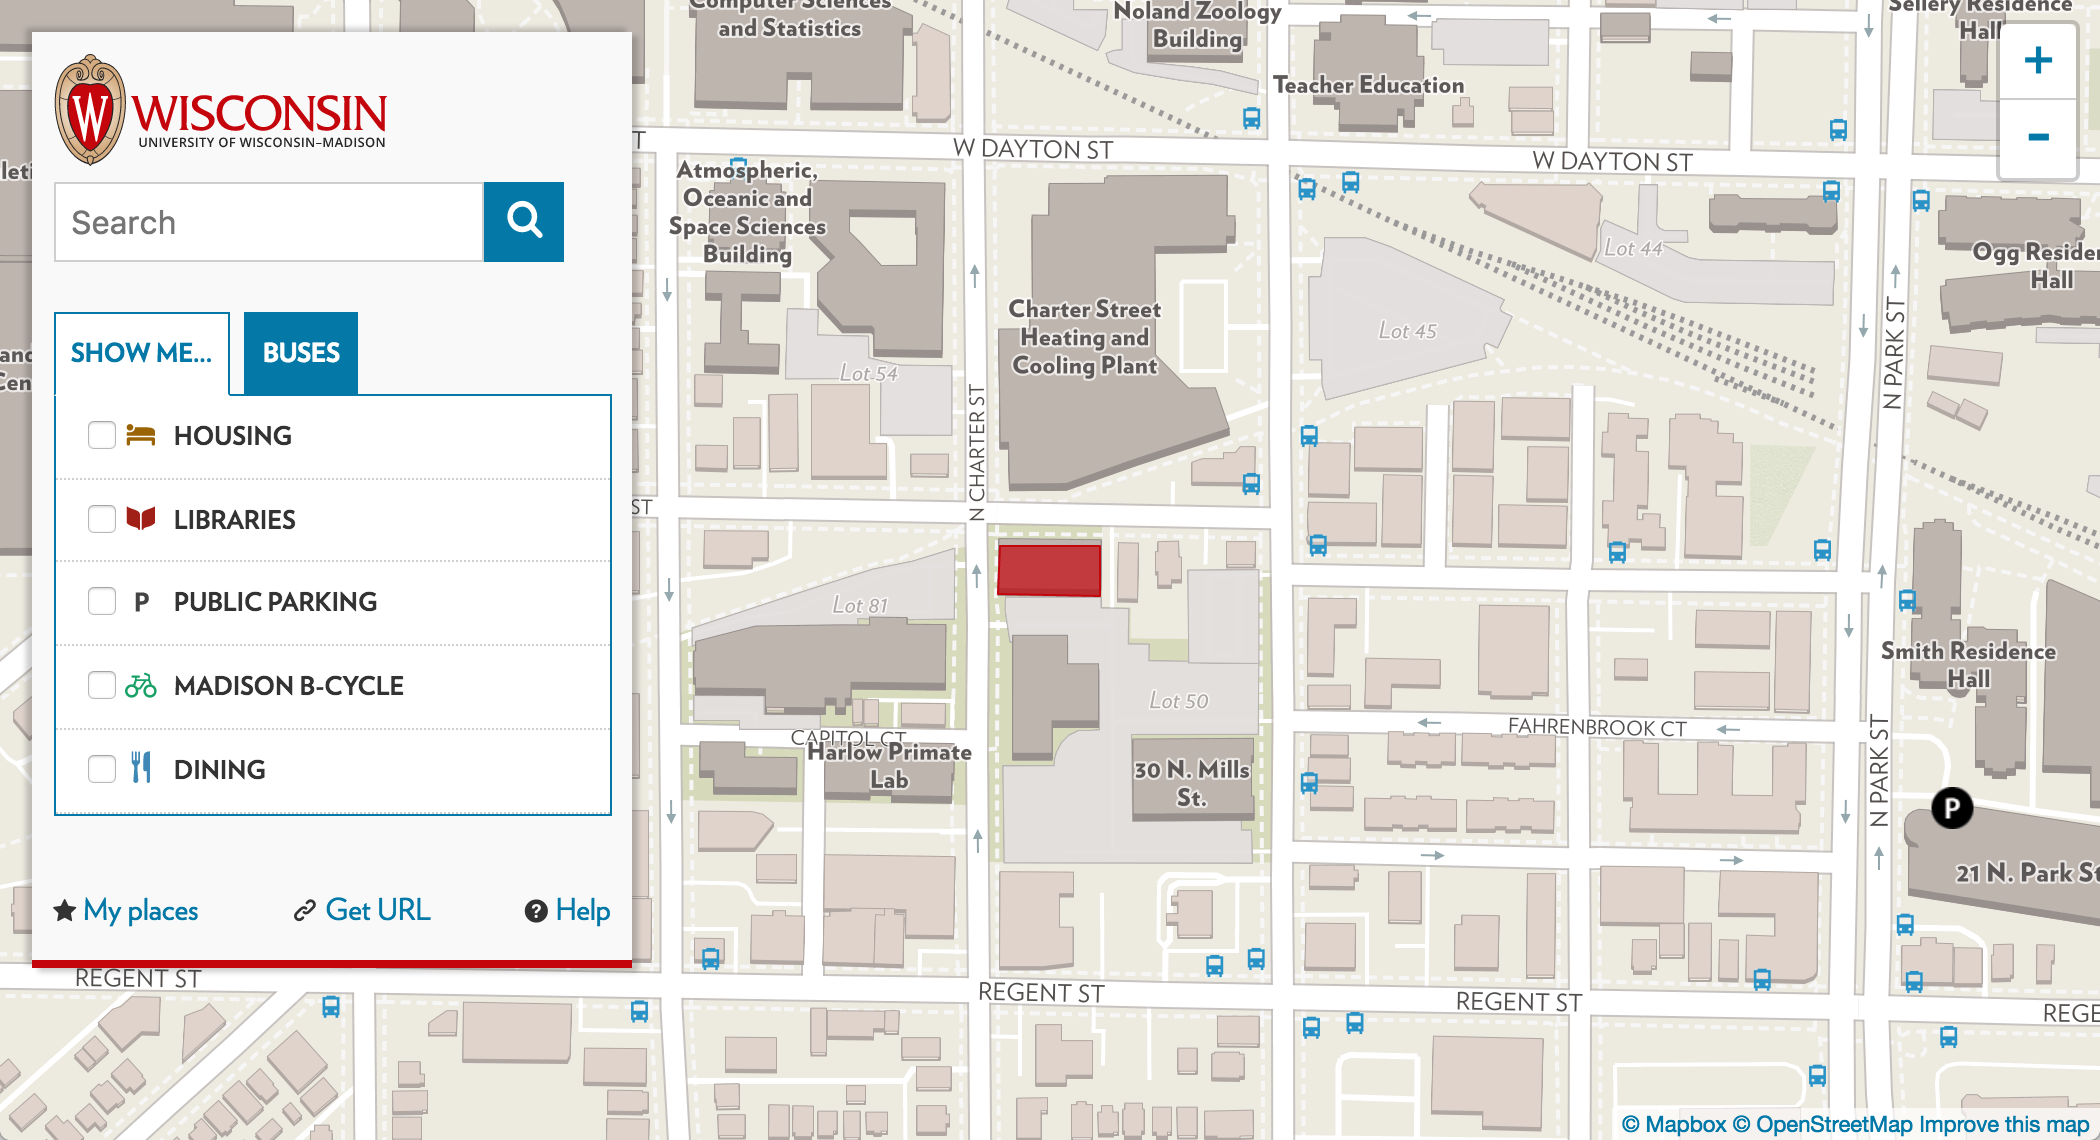 WISCONSIN
UNIVERSITY OF WISCONSIN–MADISON
Search
SHOW ME...
BUSES
HOUSING
LIBRARIES
P
PUBLIC PARKING
MADISON B-CYCLE
DINING
My places
Get URL
Help
Computer Sciences
and Statistics
Noland Zoology
Building
Teacher Education
Sellery Residence
Hall
+
-
W DAYTON ST
W DAYTON ST
Atmospheric,
Oceanic and
Space Sciences
Building
Lot 44
Ogg Residen
Hall
Charter Street
Heating and
Cooling Plant
Lot 45
Lot 54
N PARK ST
N CHARTER ST
ST
Lot 81
Smith Residence
Hall
Lot 50
FAHRENBROOK CT
CAPITOL CT
Harlow Primate
Lab
30 N. Mills
St.
N PARK ST
P
21 N. Park St
REGENT ST
REGENT ST
REGENT ST
REGE
© Mapbox © OpenStreetMap Improve this map